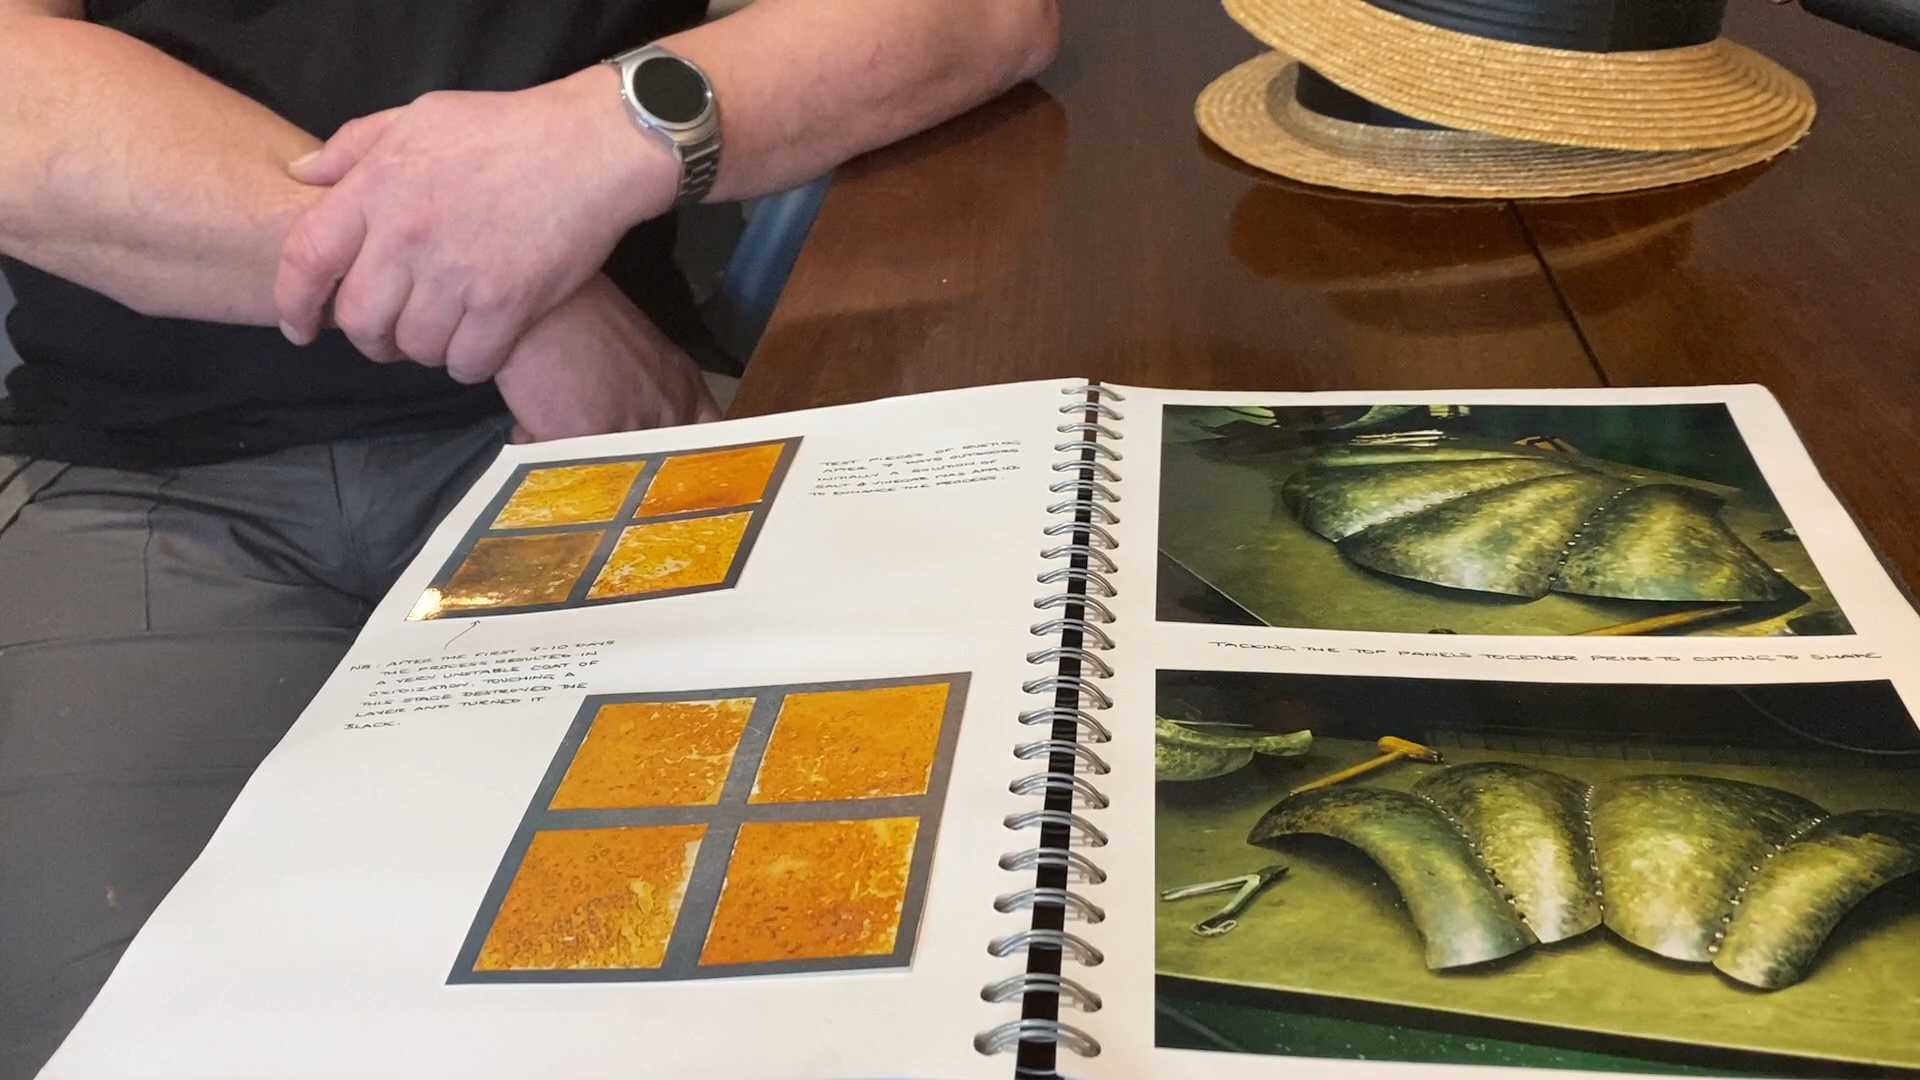 TEST PIECES OF RUSTING
AFTER 7 DAYS OUTDOORS.
INITIALLY A SOLUTION OF
SALT & VINEGAR WAS APPLIED
TO ENHANCE THE PROCESS.
NB: AFTER THE FIRST 7-10 DAYS
THE PROCESS RESULTED IN
A VERY UNSTABLE COAT OF
OXIDIZATION. TOUCHING A
THIS STAGE DESTROYED THE
LAYER AND TURNED IT
BLACK.
TACKING THE TOP PANELS TOGETHER PRIOR TO CUTTING TO SHAPE